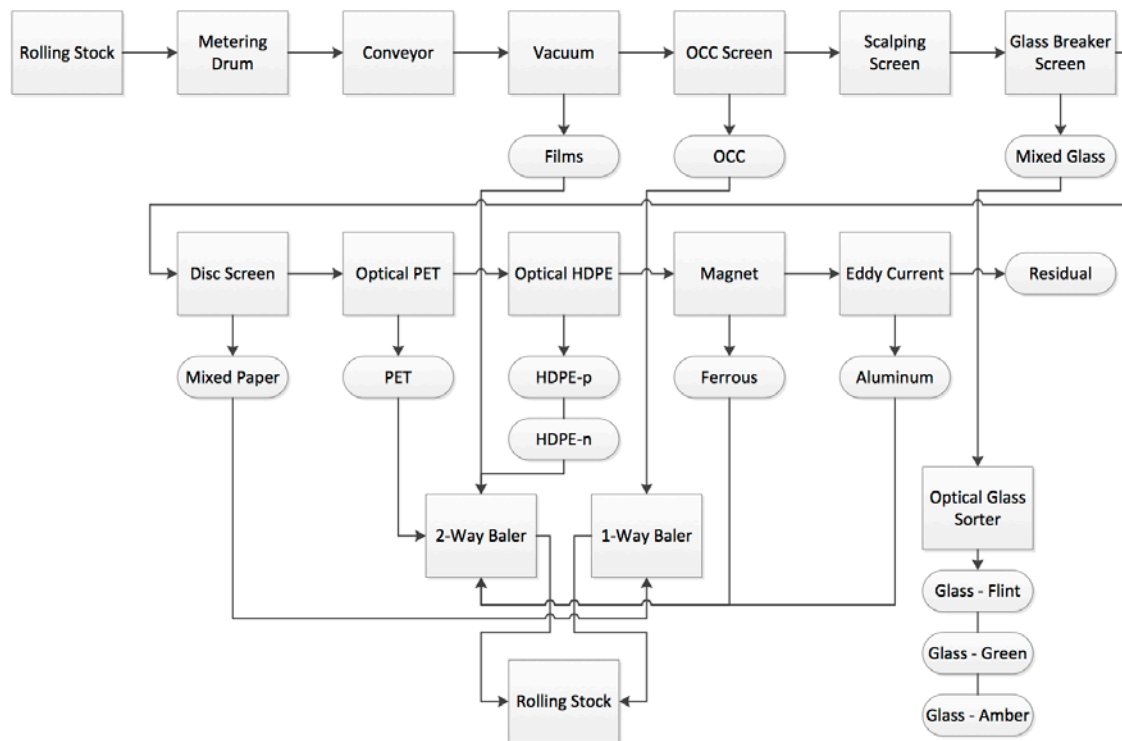 Rolling Stock
Metering
Drum
Conveyor
Vacuum
OCC Screen
Scalping
Screen
Glass Breaker
Screen
Films
OCC
Mixed Glass
Disc Screen
Optical PET
Optical HDPE
Magnet
Eddy Current
Residual
Mixed Paper
PET
HDPE-p
Ferrous
Aluminum
HDPE-n
2-Way Baler
1-Way Baler
Optical Glass
Sorter
Glass - Flint
Glass - Green
Rolling Stock
Glass - Amber